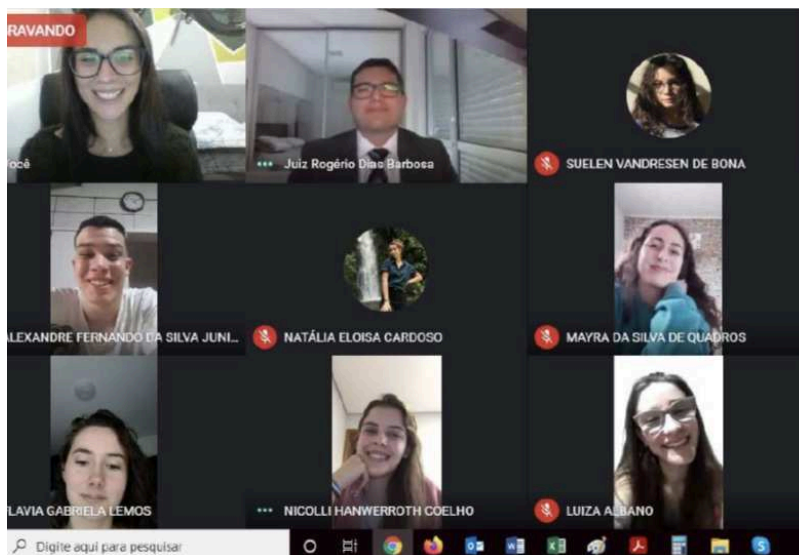 RAVANDO
ocê
Juiz Rogério Dias Barbosa
SUELEN VANDRESEN DE BONA
ALEXANDRE FERNANDO DA SILVA JUNI...
NATÁLIA ELOISA CARDOSO
MAYRA DA SILVA DE QUADROS
FLAVIA GABRIELA LEMOS
NICOLLI HANWERROTH COELHO
LUIZA ALBANO
Digite aqui para pesquisar